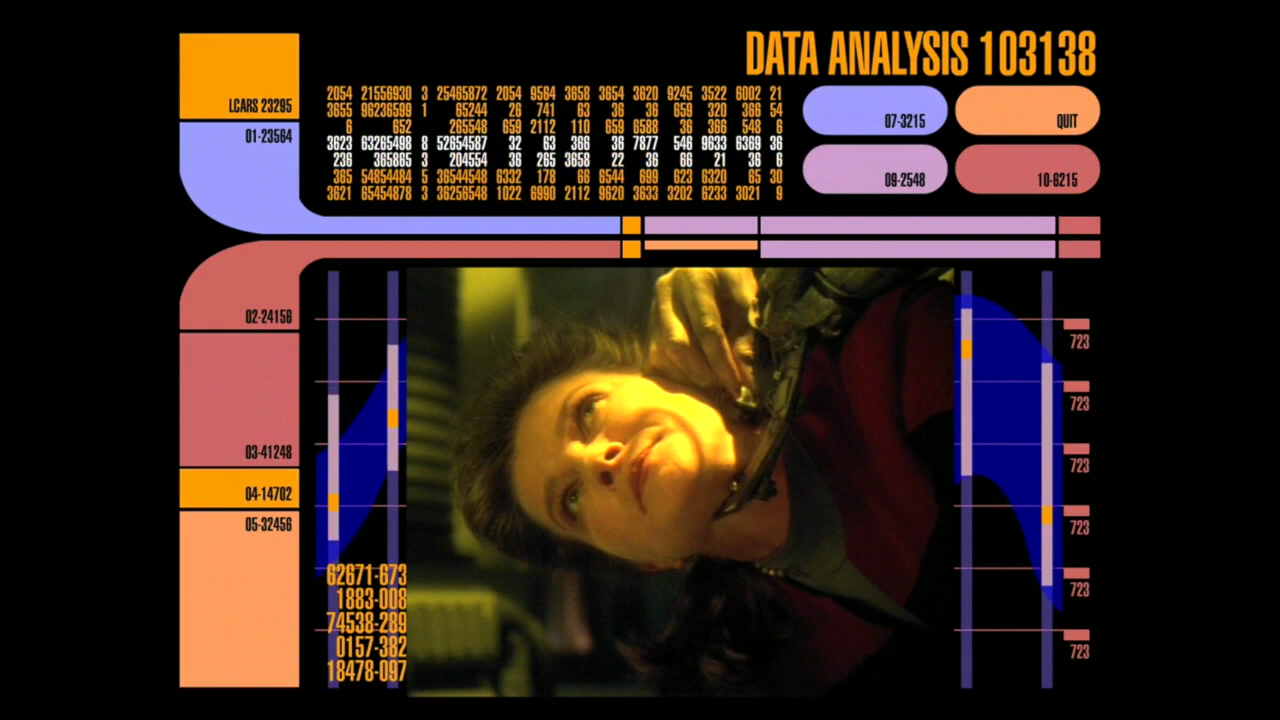 DATA ANALYSIS 103138
LCARS 23295
01-23564
2054 21556930 3 25465872 2054 9564 3658 3654 3620 9245 3522 6002 21
3655 96236599 1 65244 26 741 63 36 36 659 320 366 54
6 652 265548 659 2112 110 659 6588 36 366 548 6
3623 63265498 8 52654587 32 63 366 36 7877 546 9633 6369 36
236 365865 3 204554 36 265 3658 22 36 66 21 36 6
365 54854484 5 36544548 6332 178 66 6544 699 623 6320 65 30
3621 65454878 3 36256548 1022 6990 2112 9620 3633 3202 6233 3021 9
07-3215
QUIT
09-2548
10-6215
02-24156
03-41248
04-14702
05-32456
723
723
723
723
723
723
62671-673
1883-008
74538-289
0157-382
18478-097